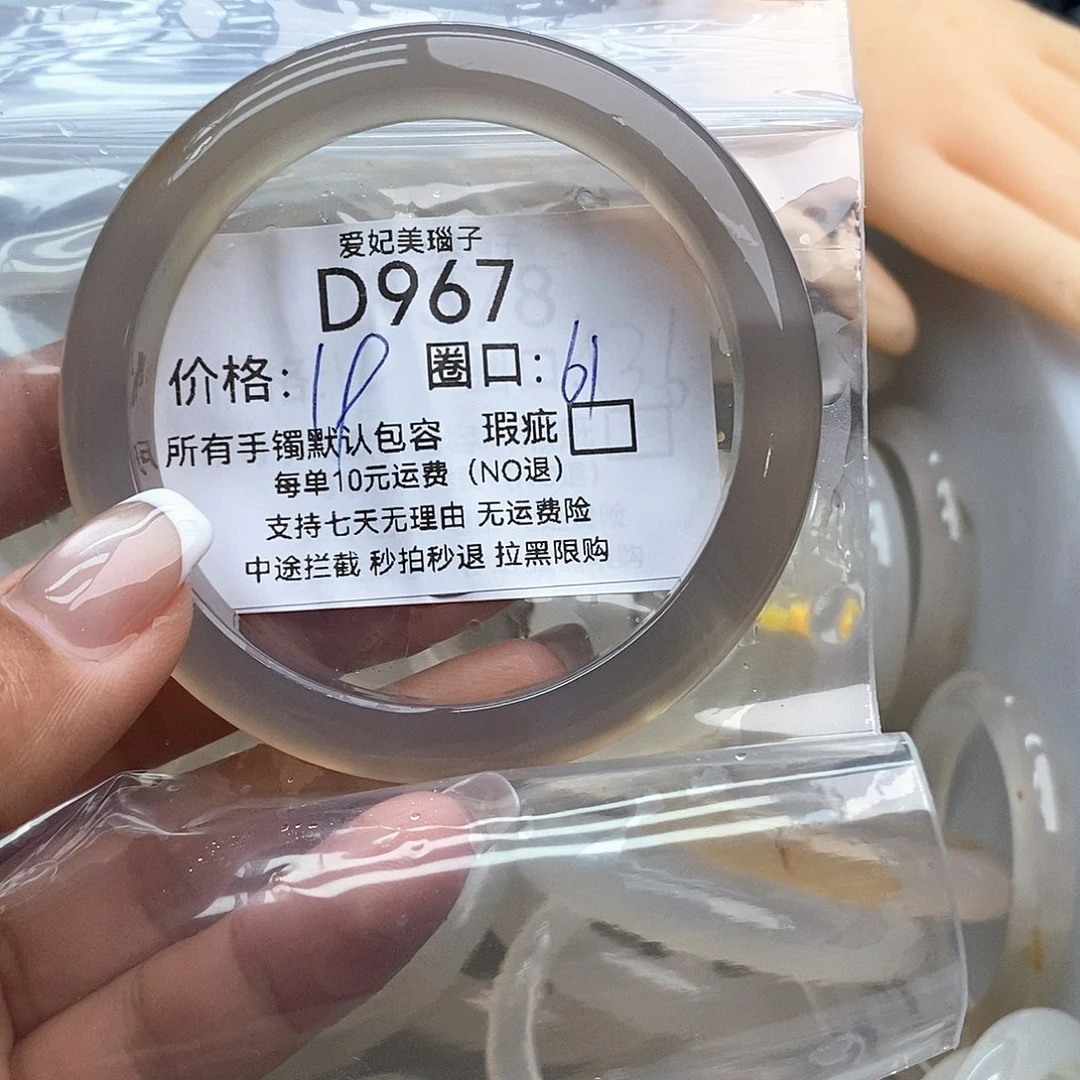 爱妃美瑙子
D967
价格: 圈口: 61
所有手镯默认包容 瑕疵
每单10元运费（NO退）
支持七天无理由 无运费险
中途拦截 秒拍秒退 拉黑限购